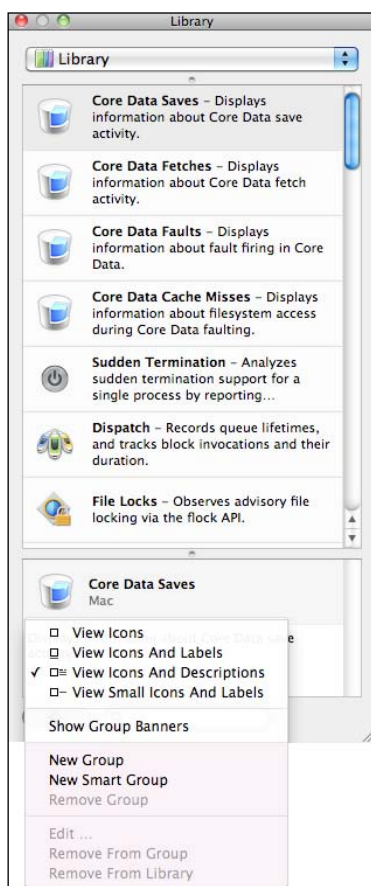 Library
Library
Core Data Saves – Displays
information about Core Data save
activity.
Core Data Fetches – Displays
information about Core Data fetch
activity.
Core Data Faults – Displays
information about fault firing in Core
Data.
Core Data Cache Misses – Displays
information about filesystem access
during Core Data faulting.
Sudden Termination – Analyzes
sudden termination support for a
single process by reporting...
Dispatch – Records queue lifetimes,
and tracks block invocations and their
duration.
File Locks – Observes advisory file
locking via the flock API.
Core Data Saves
Mac
View Icons
View Icons And Labels
✓ View Icons And Descriptions
View Small Icons And Labels
Show Group Banners
New Group
New Smart Group
Remove Group
Edit ...
Remove From Group
Remove From Library